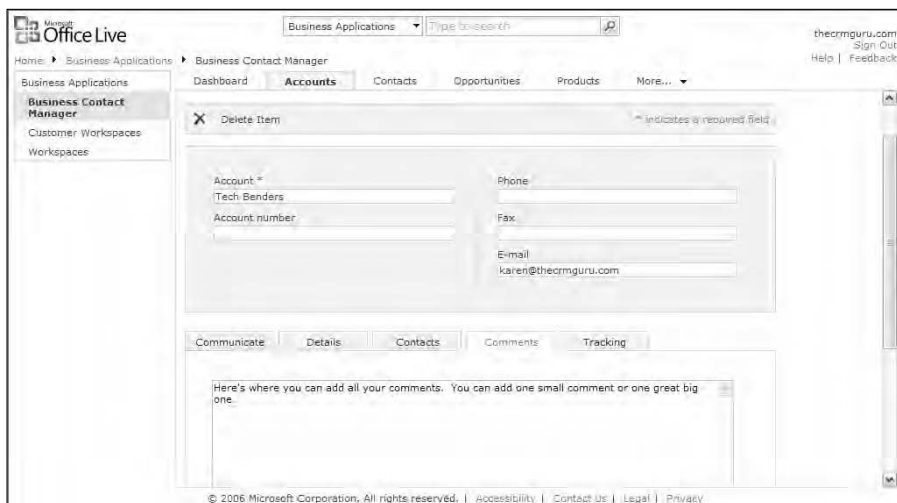 Microsoft
Office Live
Business Applications
Type to search
thecrmguru.com
Sign Out
Help | Feedback
Home Business Applications Business Contact Manager
Business Applications
Business Contact Manager
Customer Workspaces
Workspaces
Dashboard Accounts Contacts Opportunities Products More...
X Delete Item
* indicates a required field
Account *
Tech Benders
Account number
Phone
Fax
E-mail
karen@thecrmguru.com
Communicate Details Contacts Comments Tracking
Here's where you can add all your comments. You can add one small comment or one great big
one.
© 2006 Microsoft Corporation. All rights reserved. | Accessibility | Contact Us | Legal | Privacy